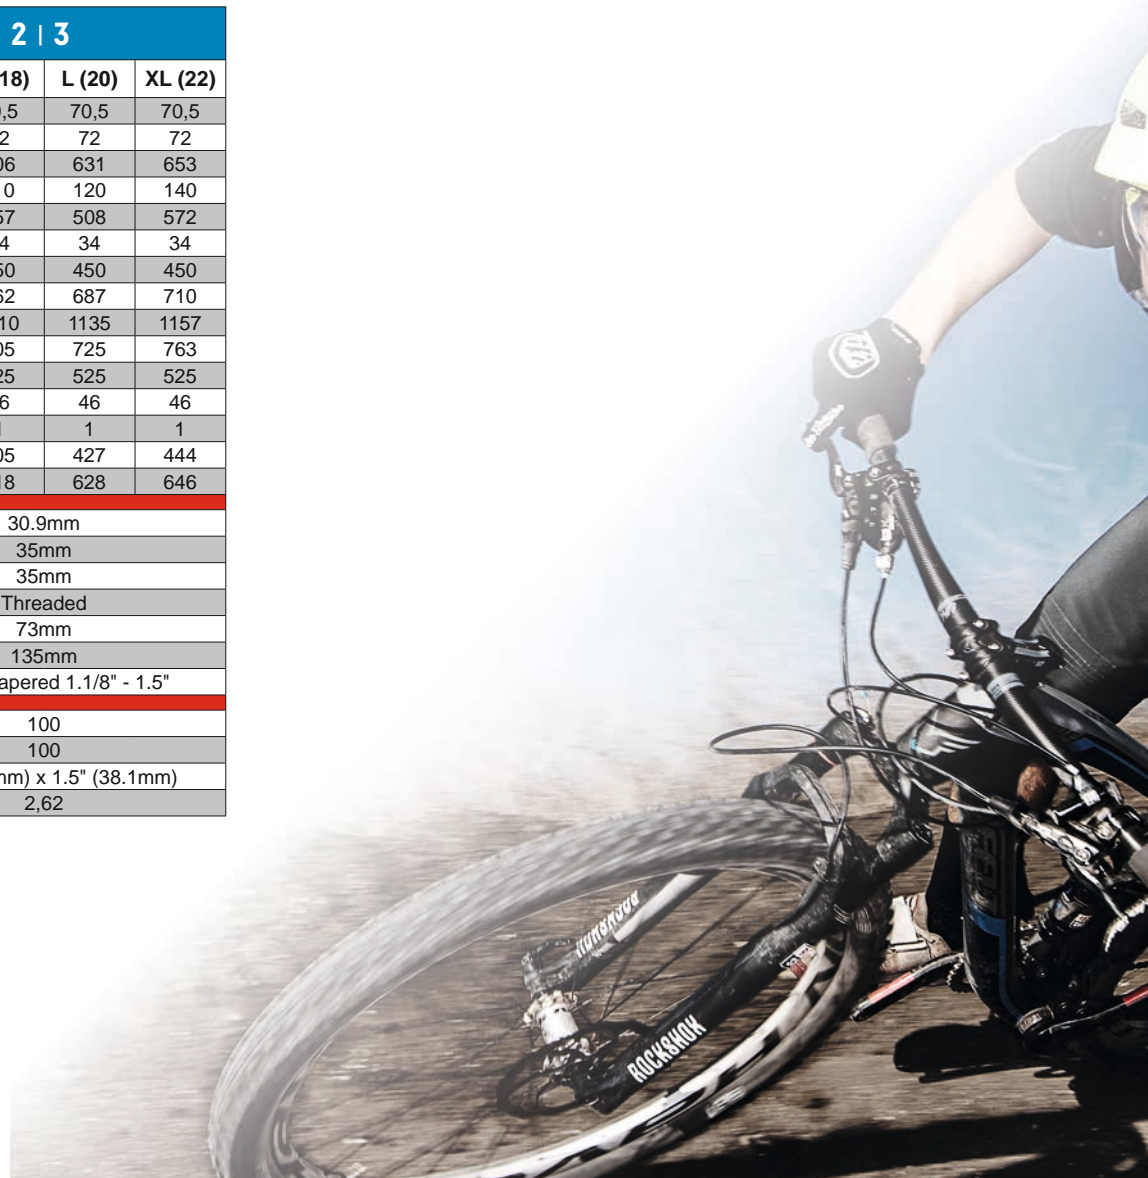 2 | 3
18) L (20) XL (22)
,5 70,5 70,5
2 72 72
06 631 653
0 120 140
57 508 572
4 34 34
50 450 450
62 687 710
10 1135 1157
05 725 763
25 525 525
6 46 46
1 1
05 427 444
8 628 646
30.9mm
35mm
35mm
Threaded
73mm
135mm
apered 1.1/8" - 1.5"
100
100
mm) x 1.5" (38.1mm)
2,62
ROCKSHOX
ROCKSHOX